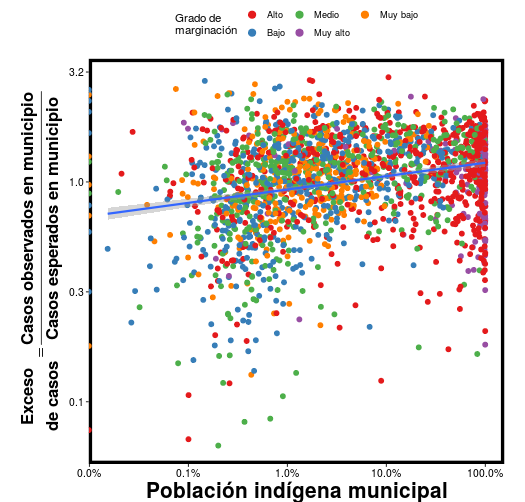 Grado de
marginación
Alto
Medio
Muy bajo
Bajo
Muy alto
3.2
1.0
0.3
0.1
Exceso
de casos
=
Casos observados en municipio
Casos esperados en municipio
0.0%
0.1%
1.0%
10.0%
100.0%
Población indígena municipal